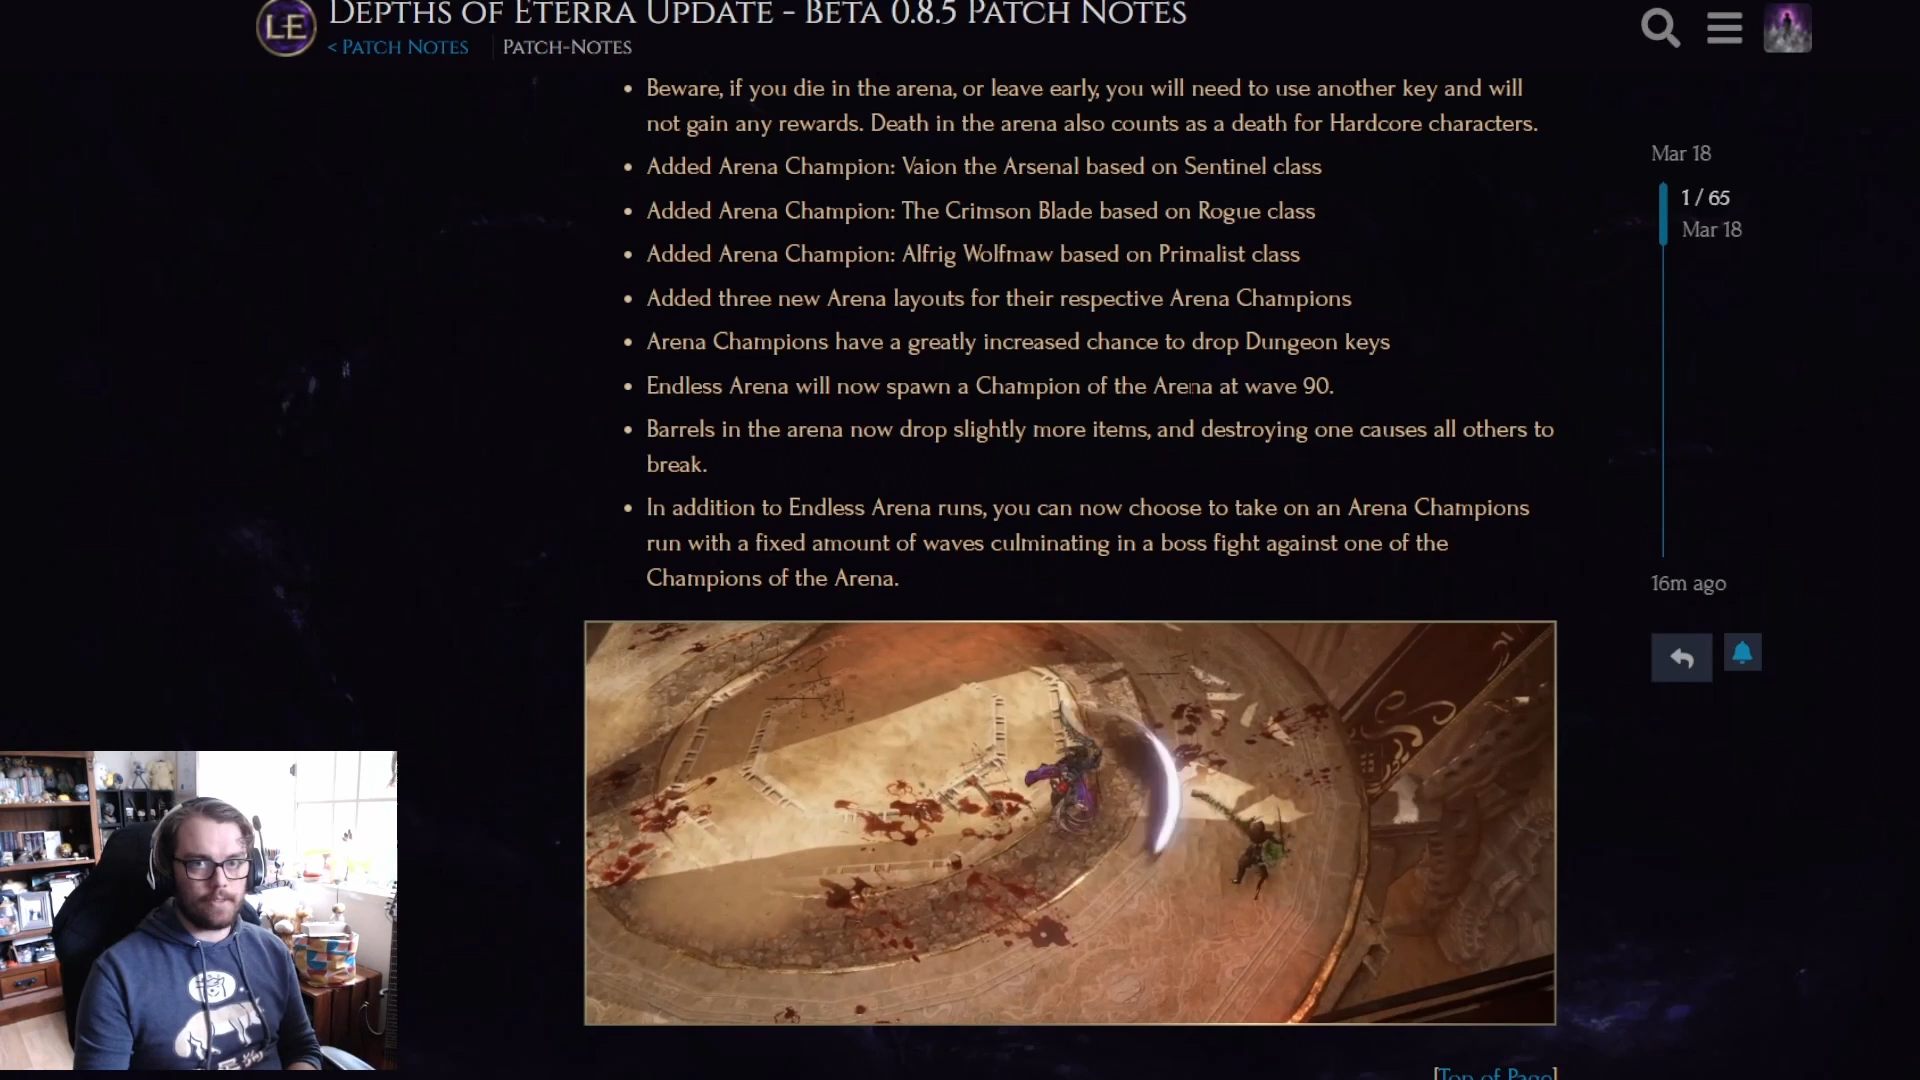 LE
Depths of Eterra Update - Beta 0.8.5 Patch Notes
< Patch Notes
Patch-Notes
• Beware, if you die in the arena, or leave early, you will need to use another key and will
not gain any rewards. Death in the arena also counts as a death for Hardcore characters.
• Added Arena Champion: Vaion the Arsenal based on Sentinel class
• Added Arena Champion: The Crimson Blade based on Rogue class
• Added Arena Champion: Alfrig Wolfmaw based on Primalist class
• Added three new Arena layouts for their respective Arena Champions
• Arena Champions have a greatly increased chance to drop Dungeon keys
• Endless Arena will now spawn a Champion of the Arena at wave 90.
• Barrels in the arena now drop slightly more items, and destroying one causes all others to
break.
• In addition to Endless Arena runs, you can now choose to take on an Arena Champions
run with a fixed amount of waves culminating in a boss fight against one of the
Champions of the Arena.
Mar 18
1 / 65
Mar 18
16m ago
[Top of Page]